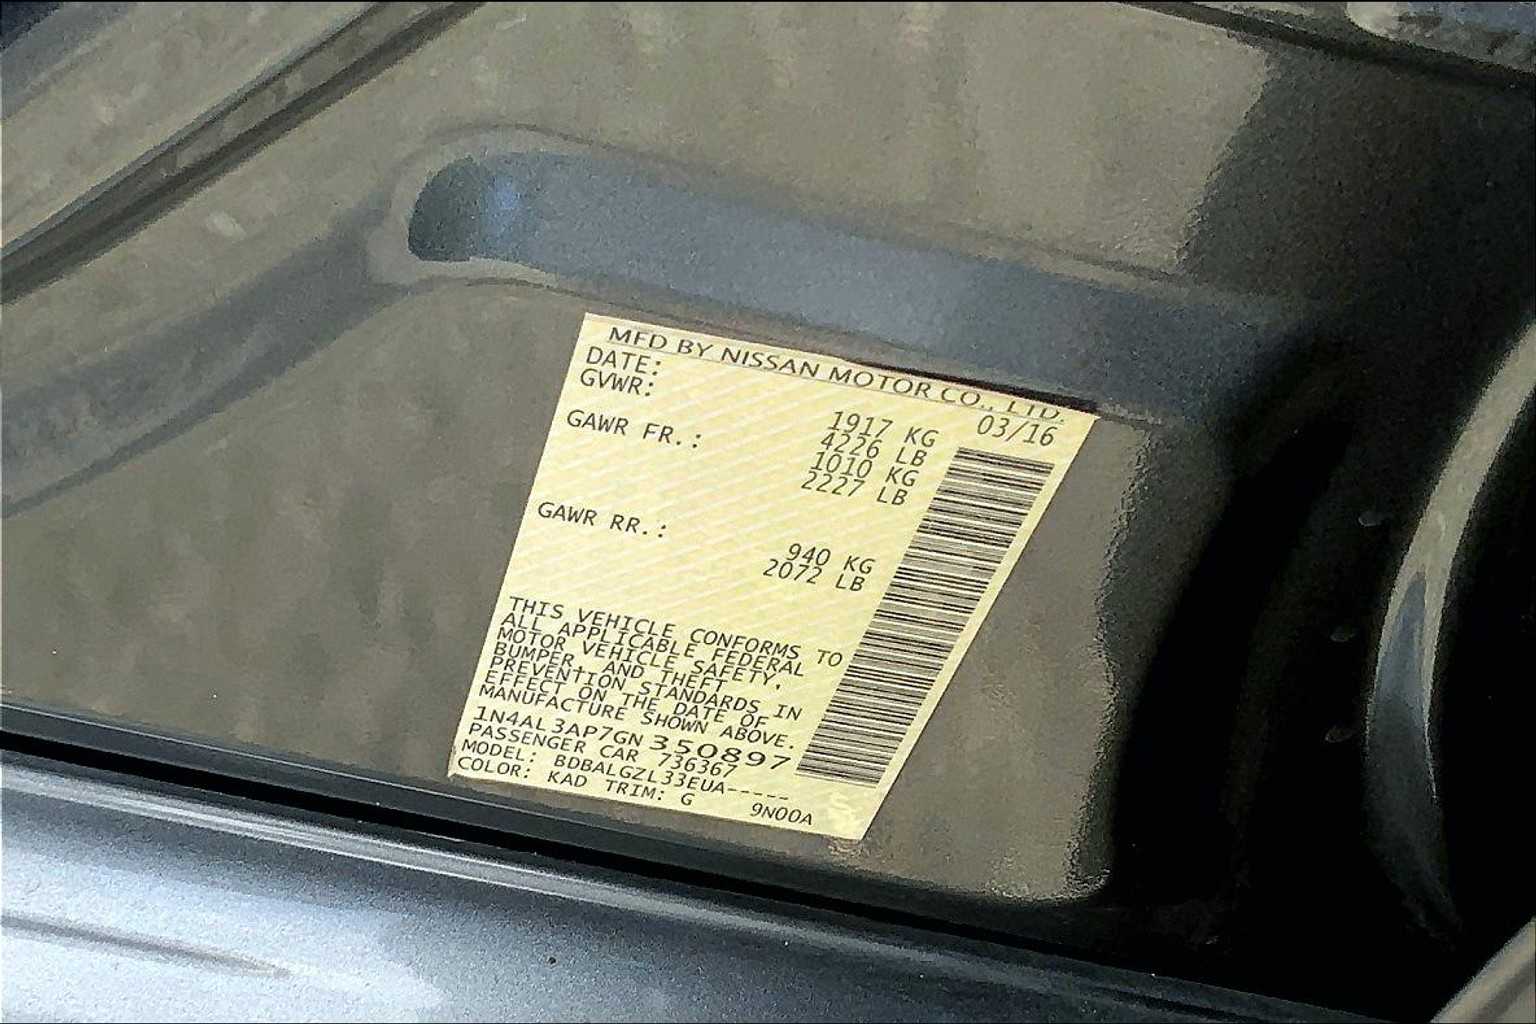 MFD BY NISSAN MOTOR CO., LTD.
DATE: 03/16
GVWR: 1917 KG
4226 LB
GAWR FR.: 1010 KG
2227 LB
GAWR RR.: 940 KG
2072 LB
THIS VEHICLE CONFORMS TO
ALL APPLICABLE FEDERAL
MOTOR VEHICLE SAFETY,
BUMPER, AND THEFT
PREVENTION STANDARDS IN
EFFECT ON THE DATE OF
MANUFACTURE SHOWN ABOVE.
1N4AL3AP7GN350897
PASSENGER CAR 736367
MODEL: BDBALGZL33EUA-----
COLOR: KAD TRIM: G 9N00A